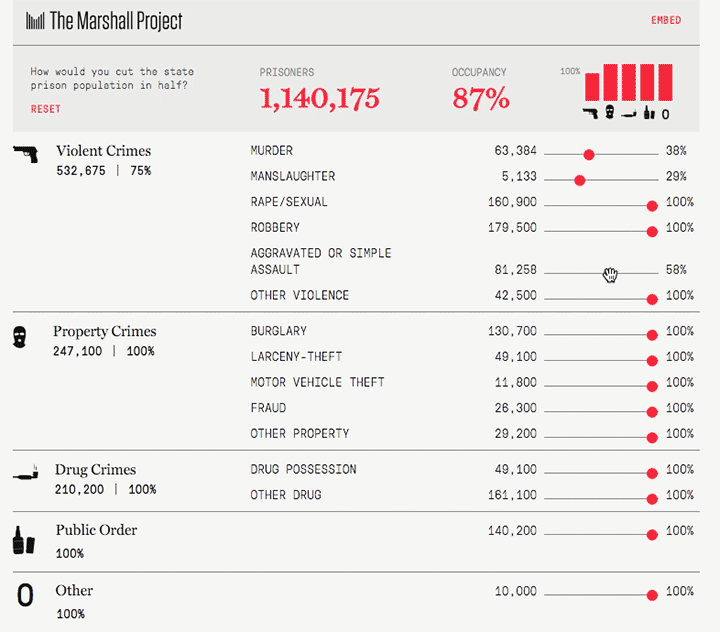 The Marshall Project
EMBED
How would you cut the state
prison population in half?
RESET
PRISONERS
1,140,175
OCCUPANCY
87%
100%
Violent Crimes
532,675 | 75%
MURDER 63,384 38%
MANSLAUGHTER 5,133 29%
RAPE/SEXUAL 160,900 100%
ROBBERY 179,500 100%
AGGRAVATED OR SIMPLE
ASSAULT 81,258 58%
OTHER VIOLENCE 42,500 100%
Property Crimes
247,100 | 100%
BURGLARY 130,700 100%
LARCENY-THEFT 49,100 100%
MOTOR VEHICLE THEFT 11,800 100%
FRAUD 26,300 100%
OTHER PROPERTY 29,200 100%
Drug Crimes
210,200 | 100%
DRUG POSSESSION 49,100 100%
OTHER DRUG 161,100 100%
Public Order
100%
140,200 100%
Other
100%
10,000 100%